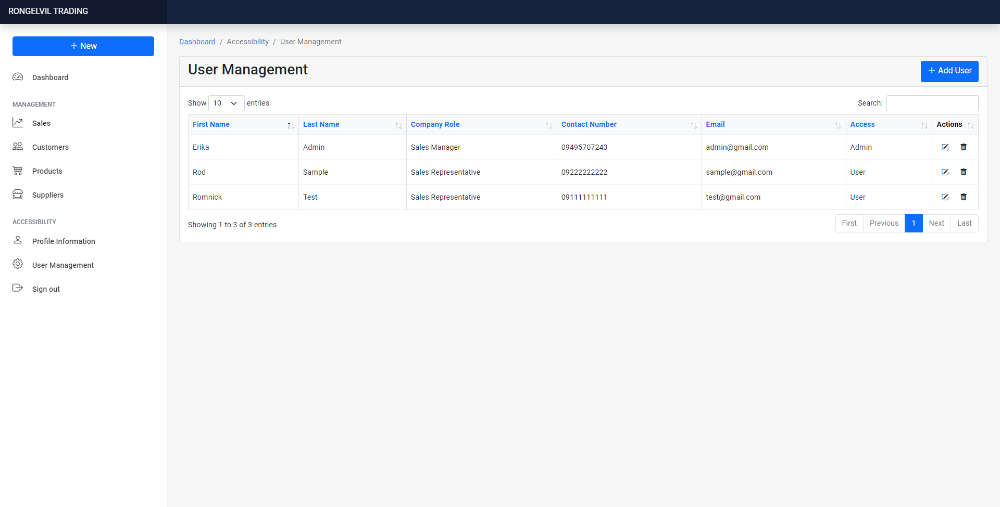 RONGELVIL TRADING
New
Dashboard
MANAGEMENT
Sales
Customers
Products
Suppliers
ACCESSIBILITY
Profile Information
User Management
Sign out
Dashboard / Accessibility / User Management
User Management
Add User
Show 10 entries
Search:
First Name Last Name Company Role Contact Number Email Access Actions
Erika Admin Sales Manager 09495707243 admin@gmail.com Admin
Rod Sample Sales Representative 09222222222 sample@gmail.com User
Romnick Test Sales Representative 09111111111 test@gmail.com User
Showing 1 to 3 of 3 entries
First Previous 1 Next Last